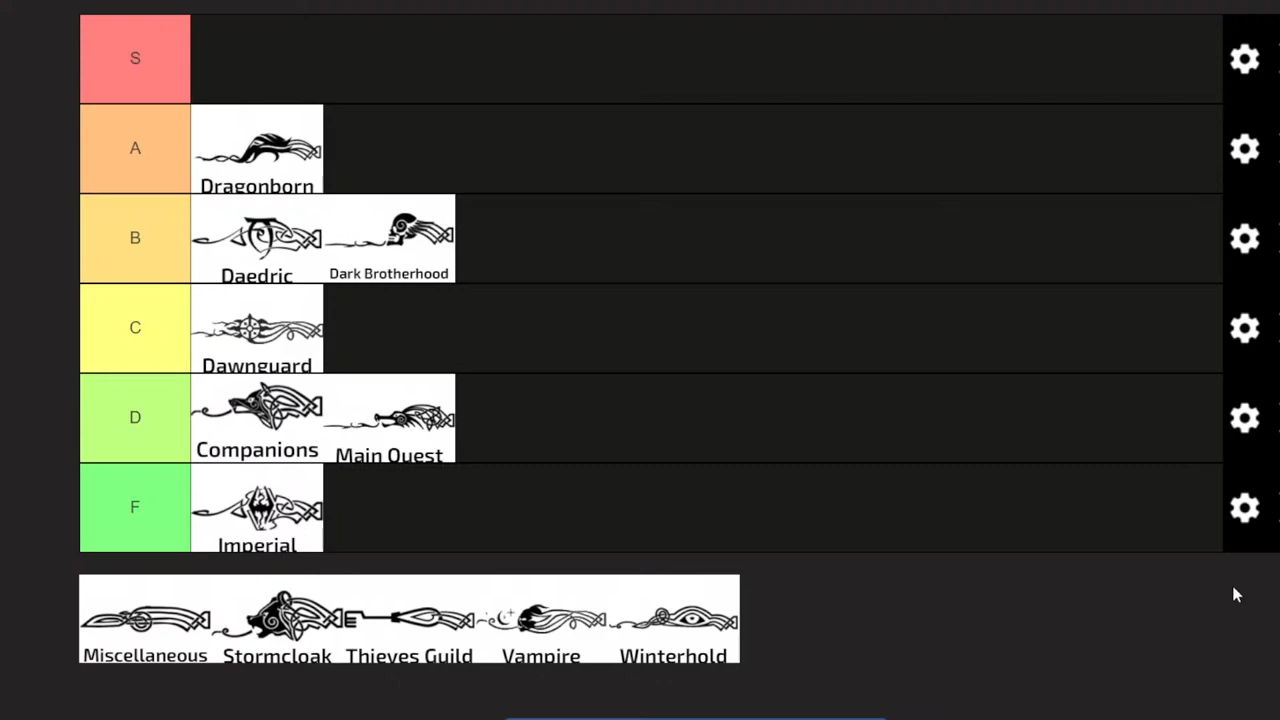 S
A
Dragonborn
B
Daedric
Dark Brotherhood
C
Dawnguard
D
Companions
Main Quest
F
Imperial
Miscellaneous
Stormcloak
Thieves Guild
Vampire
Winterhold